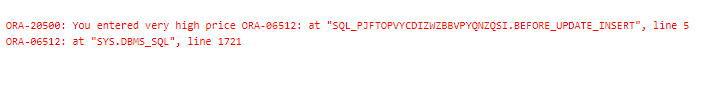 ORA-20500: You entered very high price ORA-06512: at "SQL_PJFTOPVYCDIZWZBBVPYQNZQSI.BEFORE_UPDATE_INSERT", line 5
ORA-06512: at "SYS.DBMS_SQL", line 1721